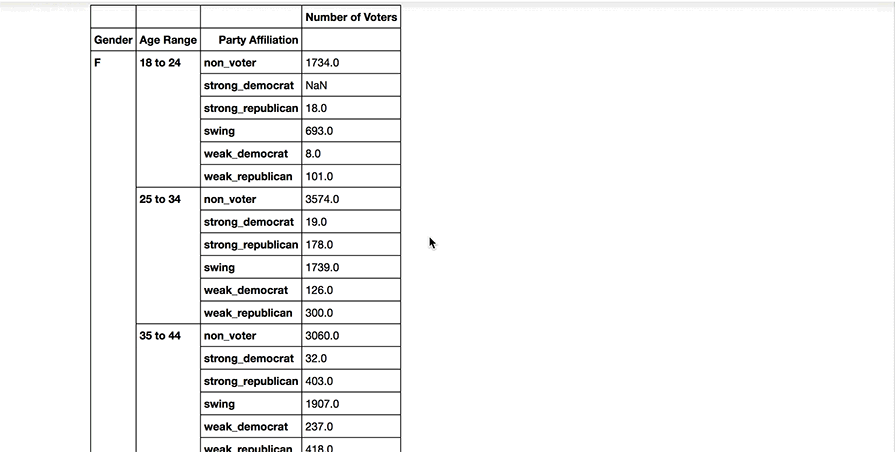 Number of Voters
Gender Age Range Party Affiliation
F 18 to 24 non_voter 1734.0
strong_democrat NaN
strong_republican 18.0
swing 693.0
weak_democrat 8.0
weak_republican 101.0
25 to 34 non_voter 3574.0
strong_democrat 19.0
strong_republican 178.0
swing 1739.0
weak_democrat 126.0
weak_republican 300.0
35 to 44 non_voter 3060.0
strong_democrat 32.0
strong_republican 403.0
swing 1907.0
weak_democrat 237.0
weak_republican 418.0